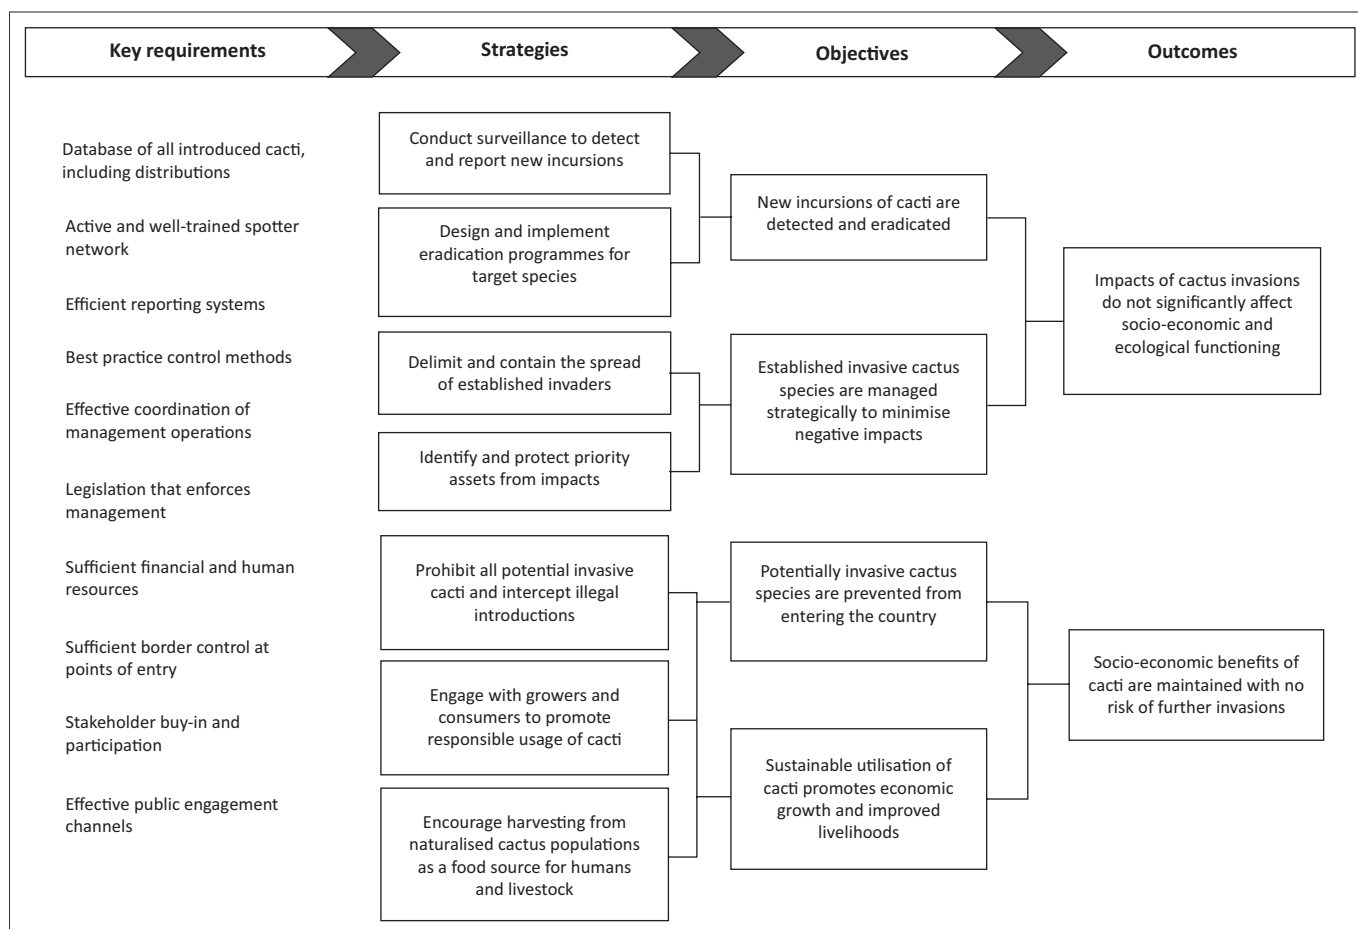 Key requirements
Strategies
Objectives
Outcomes
Database of all introduced cacti,
including distributions
Active and well-trained spotter
network
Efficient reporting systems
Best practice control methods
Effective coordination of
management operations
Legislation that enforces
management
Sufficient financial and human
resources
Sufficient border control at
points of entry
Stakeholder buy-in and
participation
Effective public engagement
channels
Conduct surveillance to detect
and report new incursions
Design and implement
eradication programmes for
target species
Delimit and contain the spread
of established invaders
Identify and protect priority
assets from impacts
Prohibit all potential invasive
cacti and intercept illegal
introductions
Engage with growers and
consumers to promote
responsible usage of cacti
Encourage harvesting from
naturalised cactus populations
as a food source for humans
and livestock
New incursions of cacti are
detected and eradicated
Established invasive cactus
species are managed
strategically to minimise
negative impacts
Potentially invasive cactus
species are prevented from
entering the country
Sustainable utilisation of
cacti promotes economic
growth and improved
livelihoods
Impacts of cactus invasions
do not significantly affect
socio-economic and
ecological functioning
Socio-economic benefits of
cacti are maintained with no
risk of further invasions